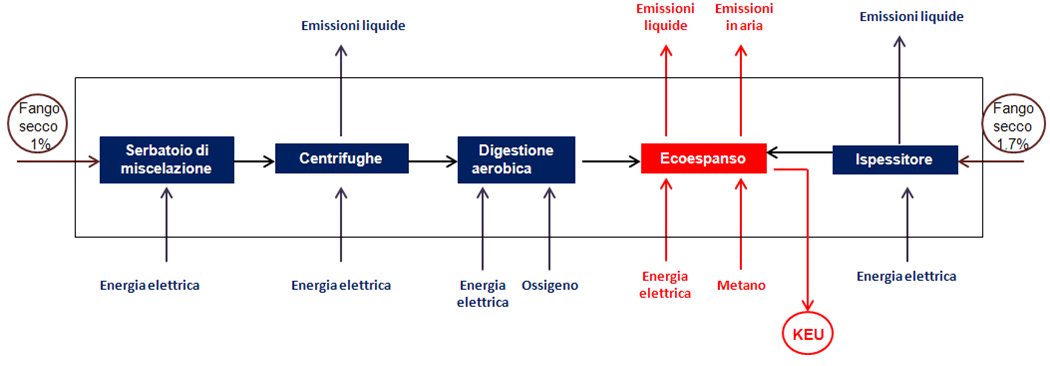 Emissioni liquide
Emissioni
liquide
Emissioni
in aria
Emissioni liquide
Fango
secco
1%
Serbatoio di
miscelazione
Centrifughe
Digestione
aerobica
Ecoespanso
Ispessitore
Fango
secco
1.7%
Energia elettrica
Energia elettrica
Energia
elettrica
Ossigeno
Energia
elettrica
Metano
Energia elettrica
KEU